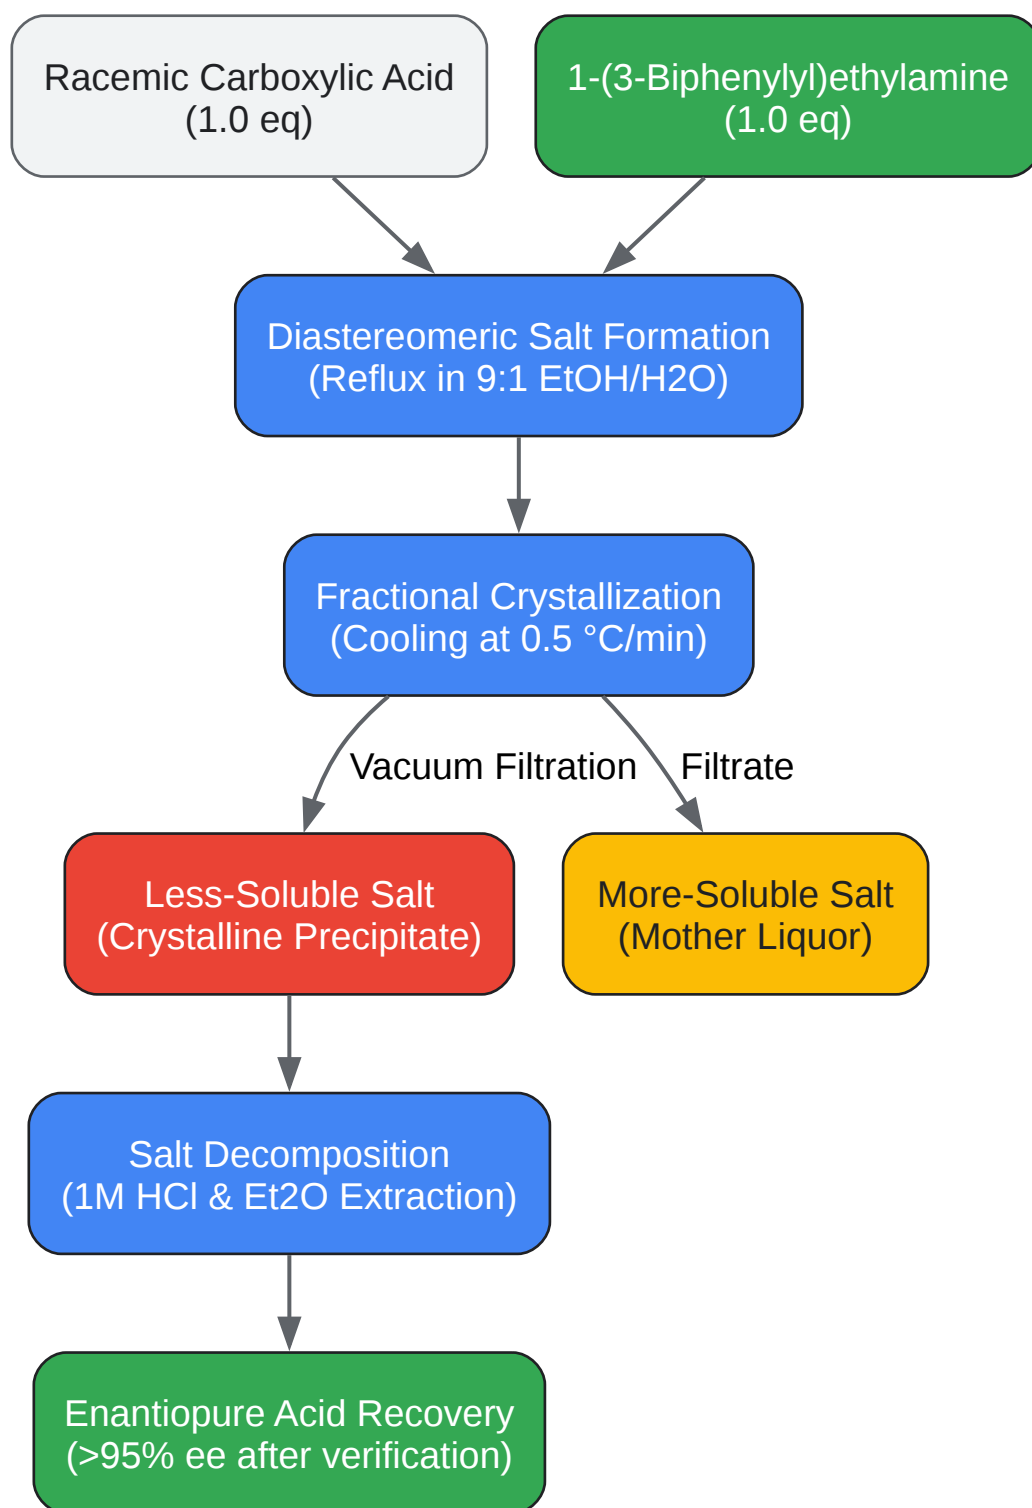 Racemic Carboxylic Acid
(1.0 eq)
1-(3-Biphenylyl)ethylamine
(1.0 eq)
Diastereomeric Salt Formation
(Reflux in 9:1 EtOH/H2O)
Fractional Crystallization
(Cooling at 0.5 °C/min)
Vacuum Filtration
Filtrate
Less-Soluble Salt
(Crystalline Precipitate)
More-Soluble Salt
(Mother Liquor)
Salt Decomposition
(1M HCl & Et2O Extraction)
Enantiopure Acid Recovery
(>95% ee after verification)